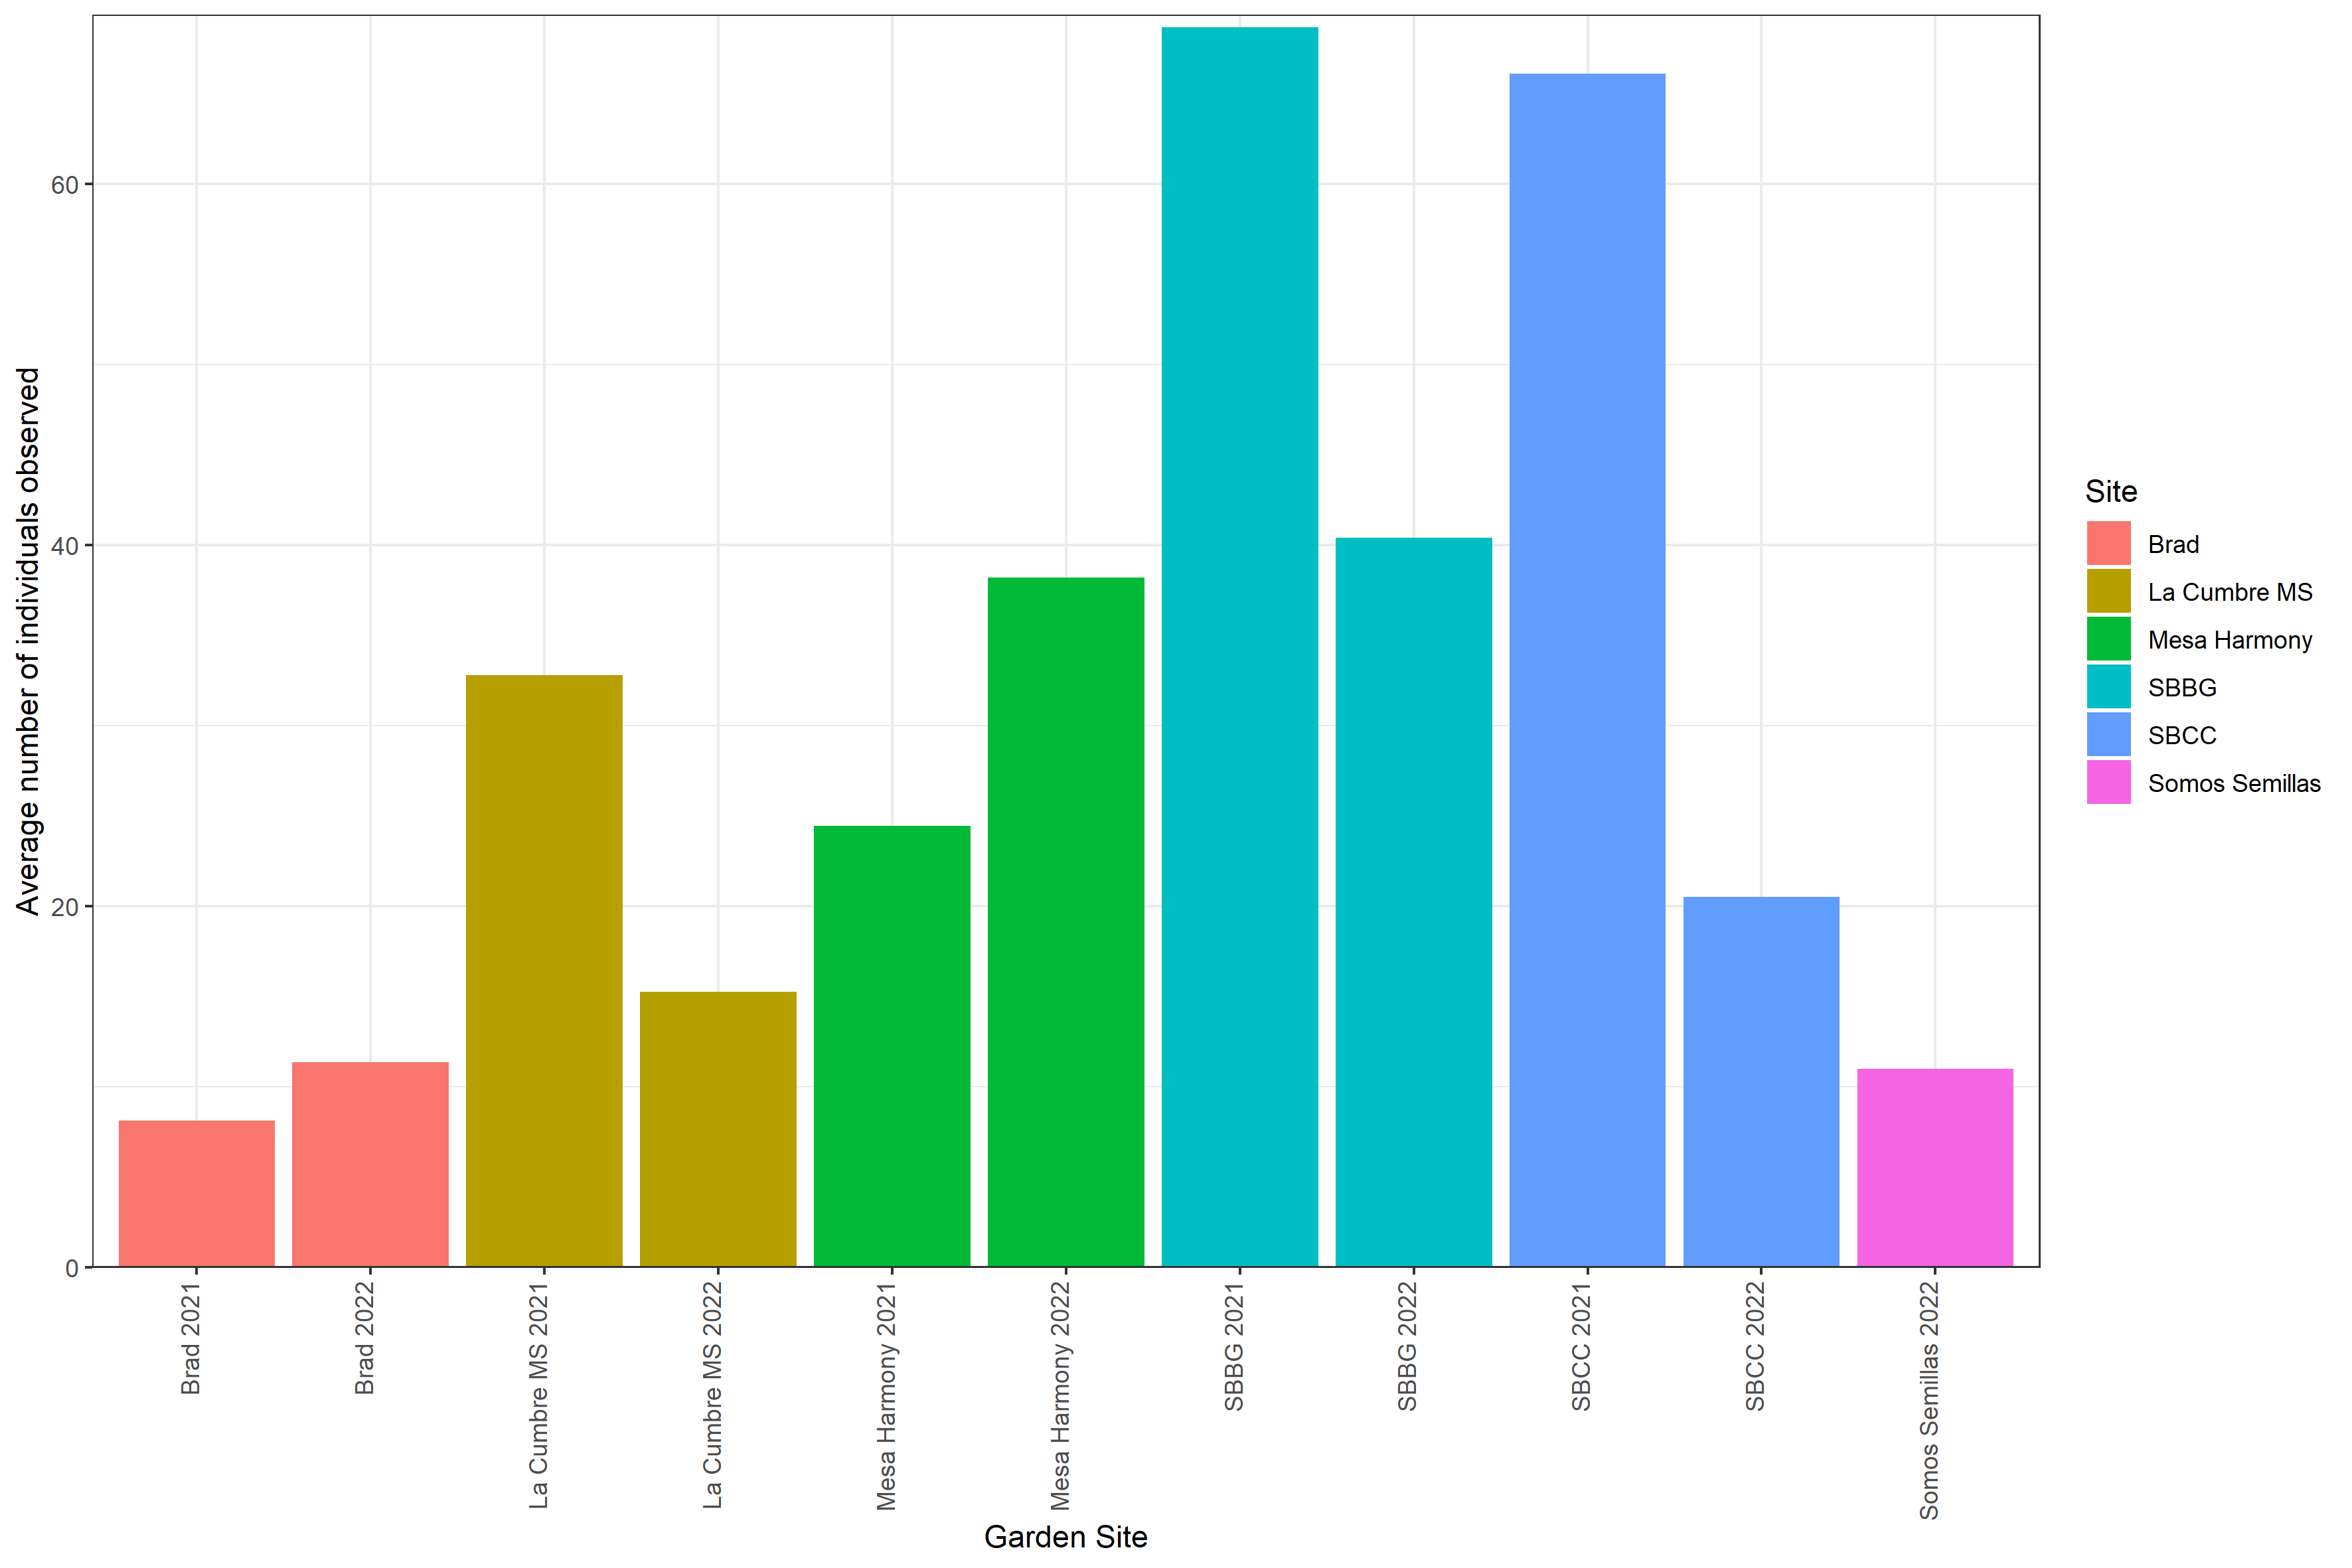 Average number of individuals observed
60
40
20
0
Brad 2021
Brad 2022
La Cumbre MS 2021
La Cumbre MS 2022
Mesa Harmony 2021
Mesa Harmony 2022
SBBG 2021
SBBG 2022
SBCC 2021
SBCC 2022
Somos Semillas 2022
Garden Site
Site
Brad
La Cumbre MS
Mesa Harmony
SBBG
SBCC
Somos Semillas